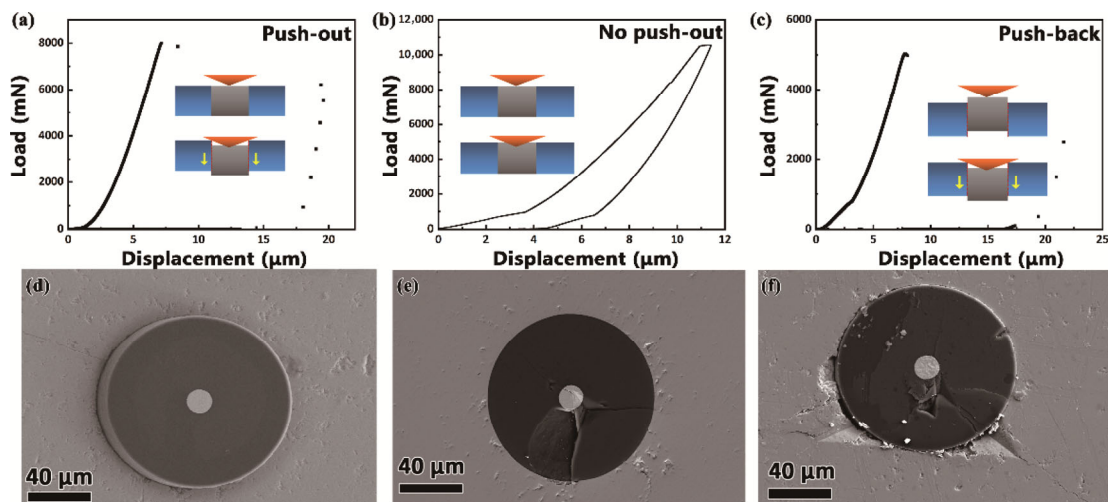 (a)
Push-out
8000
6000
4000
2000
0
0 5 10 15 20
Load (mN)
Displacement (μm)
(b)
No push-out
12,000
10,000
8000
6000
4000
2000
0
0 2 4 6 8 10 12
Load (mN)
Displacement (μm)
(c)
Push-back
6000
4000
2000
0
0 5 10 15 20 25
Load (mN)
Displacement (μm)
(d)
40 μm
(e)
40 μm
(f)
40 μm